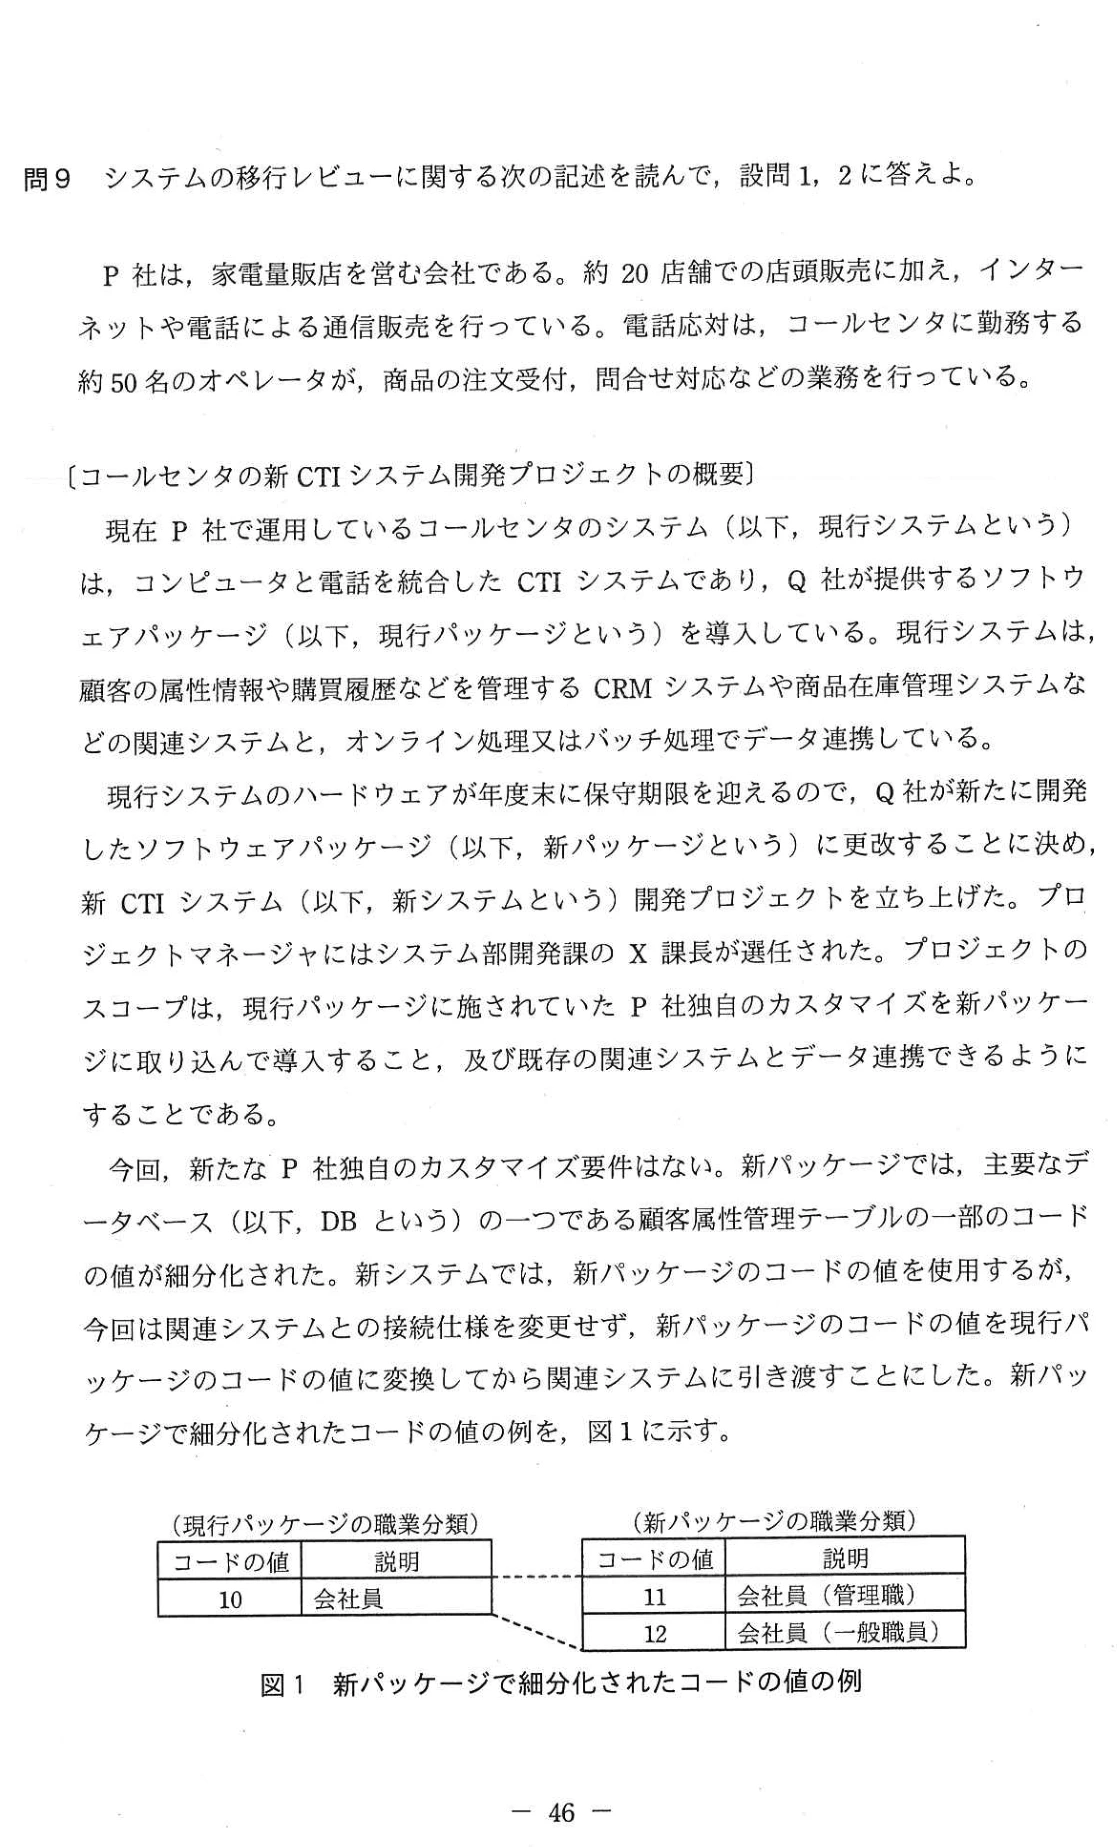 問9　システムの移行レビューに関する次の記述を読んで，設問1，2に答えよ。
P 社は，家電量販店を営む会社である。約 20 店舗での店頭販売に加え，インター
ネットや電話による通信販売を行っている。電話応対は，コールセンタに勤務する
約 50 名のオペレータが，商品の注文受付，問合せ対応などの業務を行っている。
〔コールセンタの新 CTI システム開発プロジェクトの概要〕
現在 P 社で運用しているコールセンタのシステム（以下，現行システムという）
は，コンピュータと電話を統合した CTI システムであり，Q 社が提供するソフトウ
ェアパッケージ（以下，現行パッケージという）を導入している。現行システムは，
顧客の属性情報や購買履歴などを管理する CRM システムや商品在庫管理システムな
どの関連システムと，オンライン処理又はバッチ処理でデータ連携している。
現行システムのハードウェアが年度末に保守期限を迎えるので，Q 社が新たに開発
したソフトウェアパッケージ（以下，新パッケージという）に更改することに決め，
新 CTI システム（以下，新システムという）開発プロジェクトを立ち上げた。プロ
ジェクトマネージャにはシステム部開発課の X 課長が選任された。プロジェクトの
スコープは，現行パッケージに施されていた P 社独自のカスタマイズを新パッケー
ジに取り込んで導入すること，及び既存の関連システムとデータ連携できるように
することである。
今回，新たな P 社独自のカスタマイズ要件はない。新パッケージでは，主要なデ
ータベース（以下，DB という）の一つである顧客属性管理テーブルの一部のコード
の値が細分化された。新システムでは，新パッケージのコードの値を使用するが，
今回は関連システムとの接続仕様を変更せず，新パッケージのコードの値を現行パ
ッケージのコードの値に変換してから関連システムに引き渡すことにした。新パッ
ケージで細分化されたコードの値の例を，図1に示す。
（現行パッケージの職業分類）
コードの値　説明
10　会社員
（新パッケージの職業分類）
コードの値　説明
11　会社員（管理職）
12　会社員（一般職員）
図1　新パッケージで細分化されたコードの値の例
－ 46 －